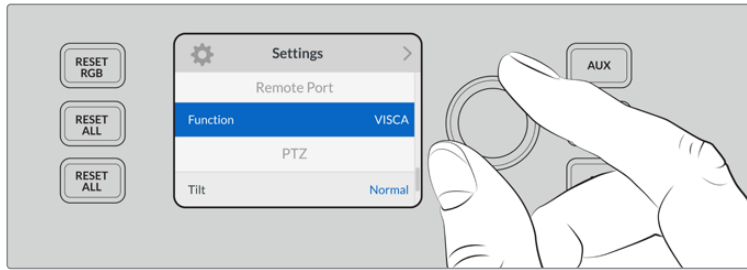 RESET
RGB
RESET
ALL
RESET
ALL
Settings
Remote Port
Function VISCA
PTZ
Tilt Normal
AUX